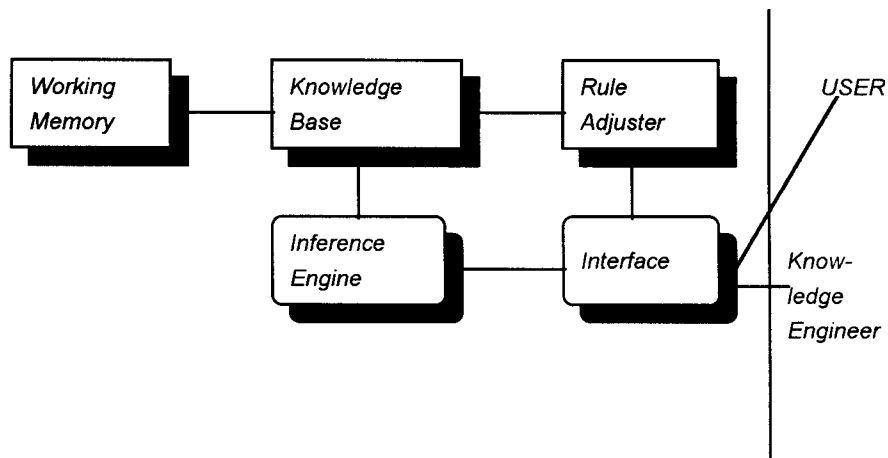 Working
Memory
Knowledge
Base
Rule
Adjuster
USER
Inference
Engine
Interface
Know-
ledge
Engineer